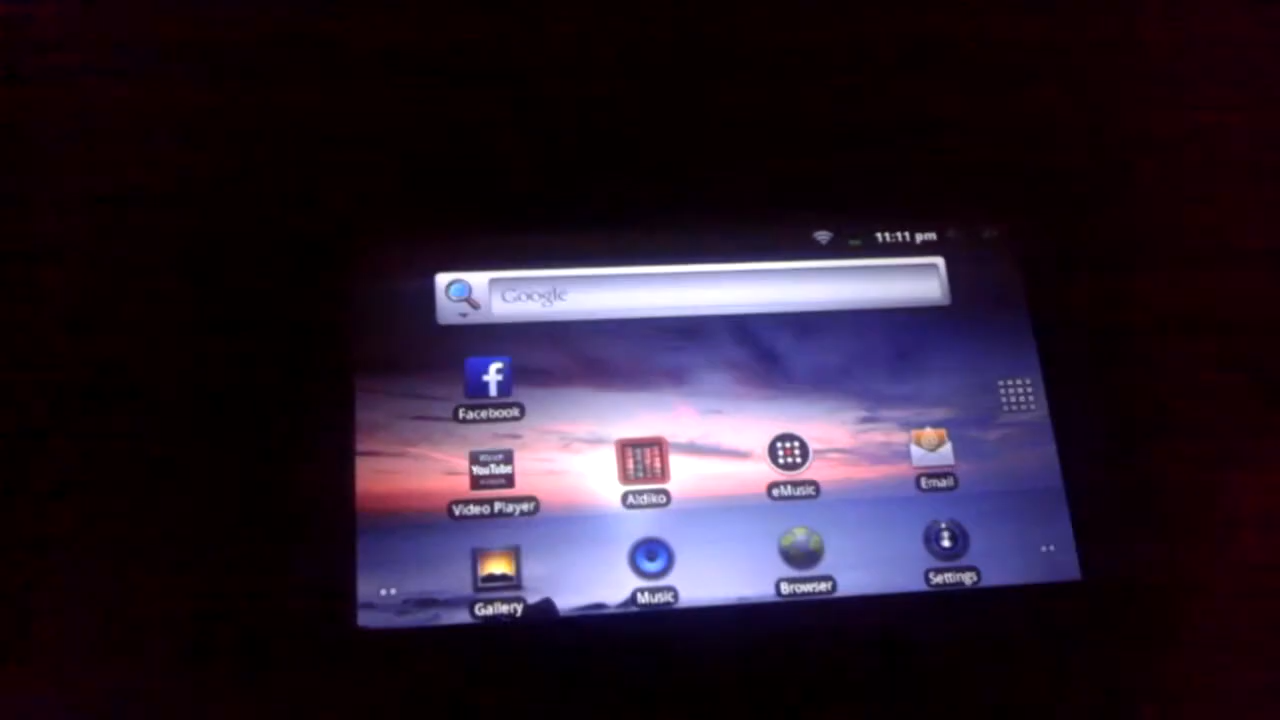 11:11 pm
Google
f
Facebook
YouTube
Video Player
Aldiko
eMusic
Email
Gallery
Music
Browser
Settings